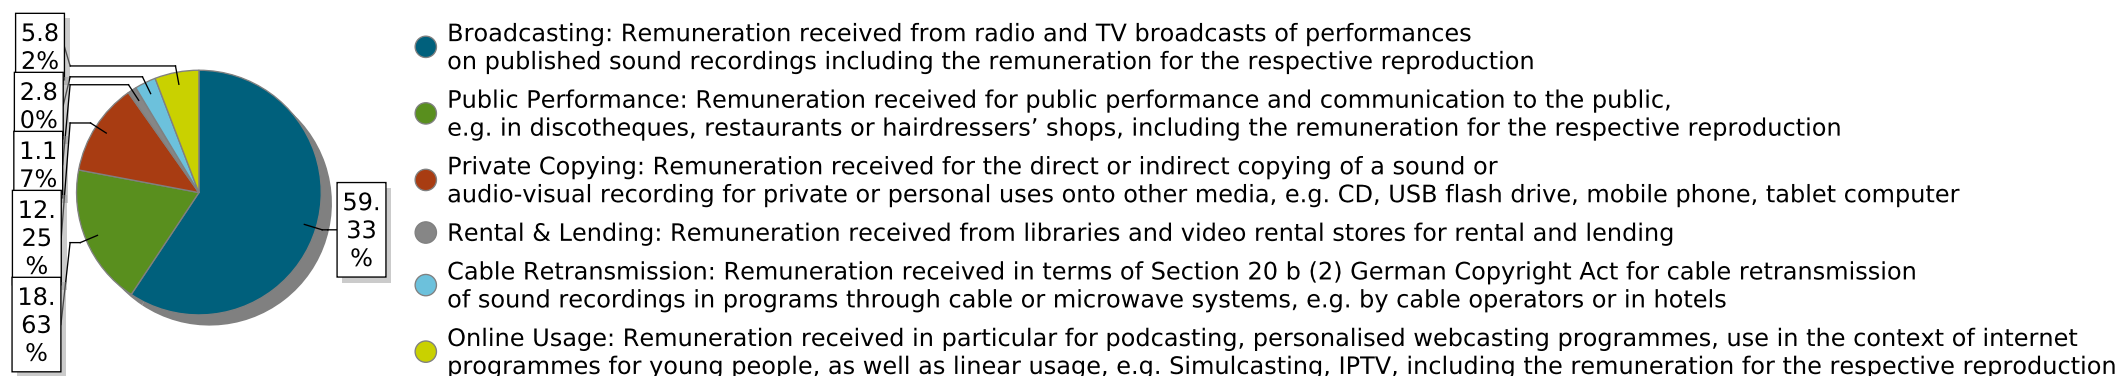 5.8
2%
2.8
0%
1.1
7%
12.
25
%
18.
63
%
59.
33
%
Broadcasting: Remuneration received from radio and TV broadcasts of performances
on published sound recordings including the remuneration for the respective reproduction
Public Performance: Remuneration received for public performance and communication to the public,
e.g. in discotheques, restaurants or hairdressers’ shops, including the remuneration for the respective reproduction
Private Copying: Remuneration received for the direct or indirect copying of a sound or
audio-visual recording for private or personal uses onto other media, e.g. CD, USB flash drive, mobile phone, tablet computer
Rental & Lending: Remuneration received from libraries and video rental stores for rental and lending
Cable Retransmission: Remuneration received in terms of Section 20 b (2) German Copyright Act for cable retransmission
of sound recordings in programs through cable or microwave systems, e.g. by cable operators or in hotels
Online Usage: Remuneration received in particular for podcasting, personalised webcasting programmes, use in the context of internet
programmes for young people, as well as linear usage, e.g. Simulcasting, IPTV, including the remuneration for the respective reproduction